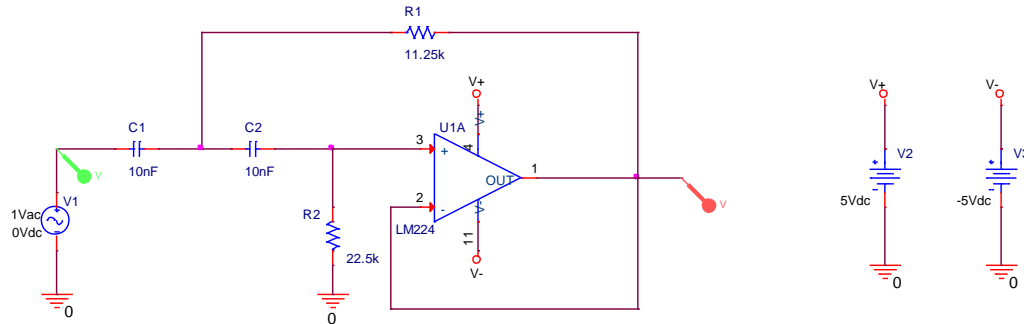 R1
11.25k
V+
U1A
V+
4
C1
10nF
C2
10nF
3
+
OUT
1
2
-
LM224
V-
11
V-
V
V1
1Vac
0Vdc
0
R2
22.5k
0
V
V+
V2
5Vdc
0
V-
V3
-5Vdc
0